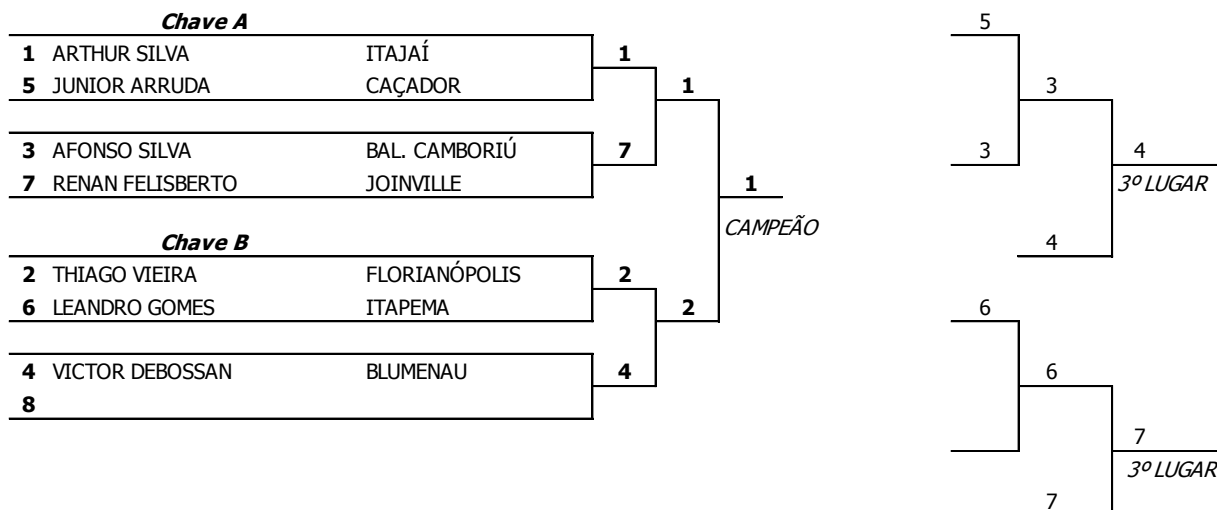 Chave A
5
1 ARTHUR SILVA ITAJAÍ 1
5 JUNIOR ARRUDA CAÇADOR 1
3
3 AFONSO SILVA BAL. CAMBORIÚ 7
3
4
7 RENAN FELISBERTO JOINVILLE 1
3º LUGAR
CAMPEÃO
Chave B
4
2 THIAGO VIEIRA FLORIANÓPOLIS 2
6 LEANDRO GOMES ITAPEMA 2
6
4 VICTOR DEBOSSAN BLUMENAU 4
6
8
7
3º LUGAR
7